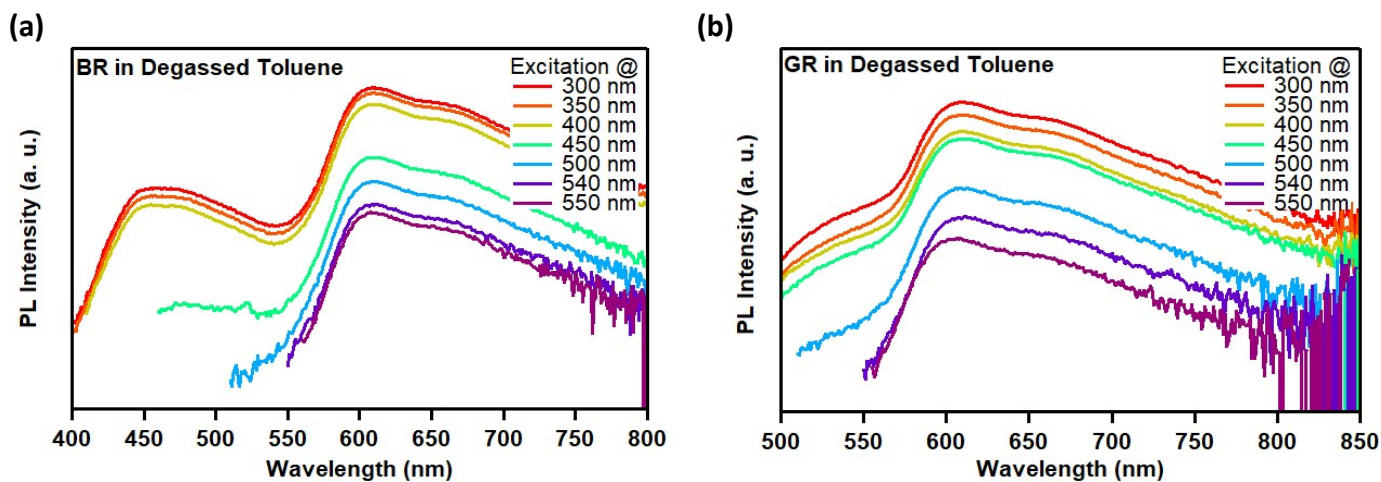 (a)
BR in Degassed Toluene
Excitation @
300 nm
350 nm
400 nm
450 nm
500 nm
540 nm
550 nm
PL Intensity (a. u.)
400 450 500 550 600 650 700 750 800
Wavelength (nm)
(b)
GR in Degassed Toluene
Excitation @
300 nm
350 nm
400 nm
450 nm
500 nm
540 nm
550 nm
PL Intensity (a. u.)
500 550 600 650 700 750 800 850
Wavelength (nm)